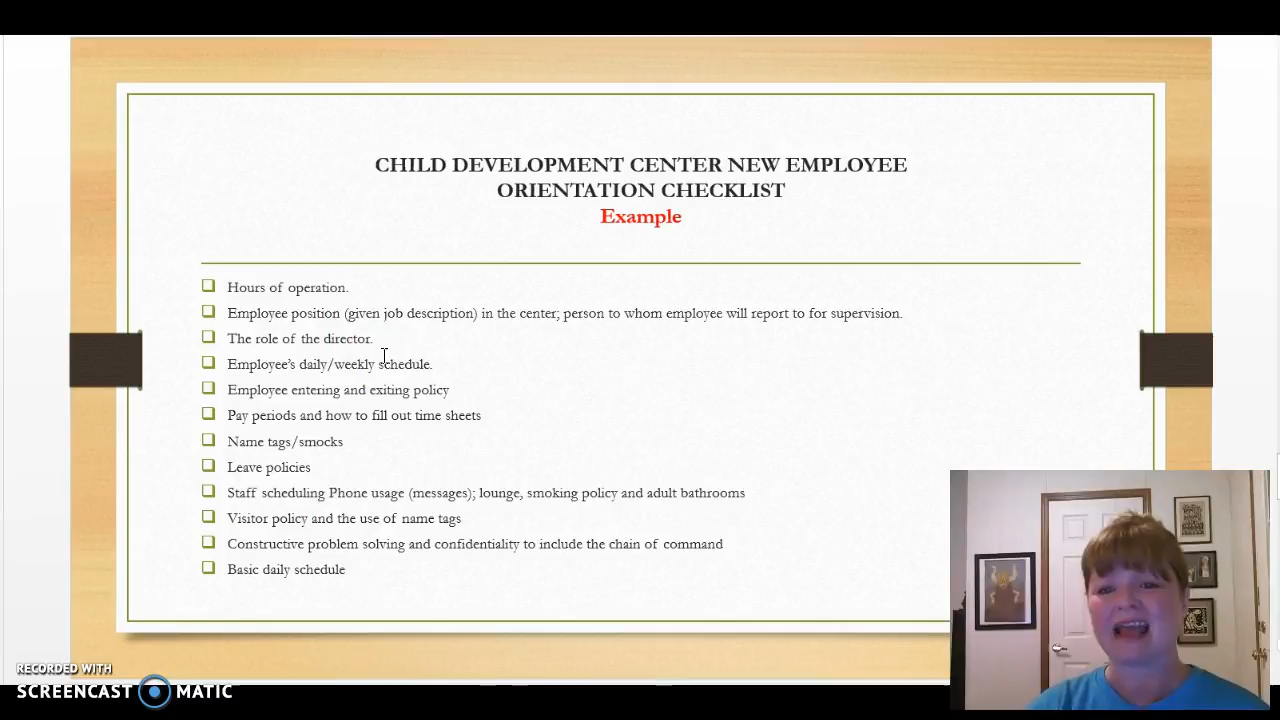 CHILD DEVELOPMENT CENTER NEW EMPLOYEE
ORIENTATION CHECKLIST
Example
Hours of operation.
Employee position (given job description) in the center; person to whom employee will report to for supervision.
The role of the director.
Employee's daily/weekly schedule.
Employee entering and exiting policy
Pay periods and how to fill out time sheets
Name tags/smocks
Leave policies
Staff scheduling Phone usage (messages); lounge, smoking policy and adult bathrooms
Visitor policy and the use of name tags
Constructive problem solving and confidentiality to include the chain of command
Basic daily schedule
RECORDED WITH
SCREENCAST MATIC